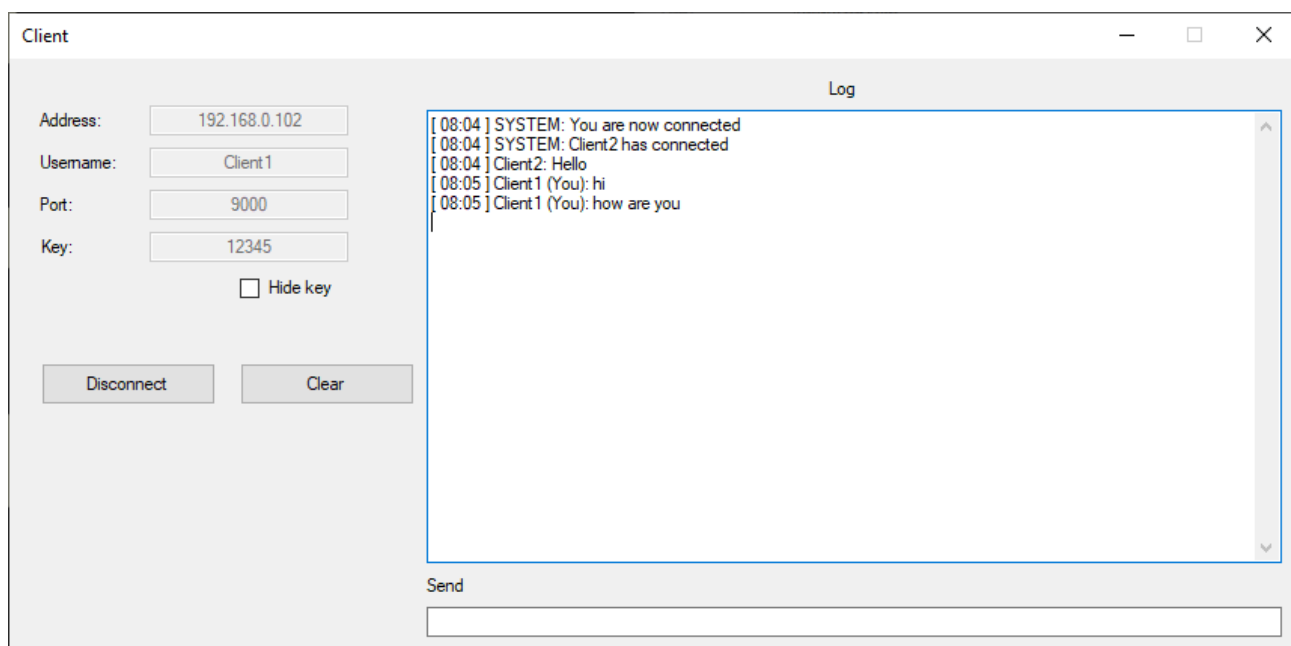 Client
Address: 192.168.0.102
Username: Client1
Port: 9000
Key: 12345
Hide key
Disconnect Clear
Log
[ 08:04 ] SYSTEM: You are now connected
[ 08:04 ] SYSTEM: Client2 has connected
[ 08:04 ] Client2: Hello
[ 08:05 ] Client1 (You): hi
[ 08:05 ] Client1 (You): how are you
Send